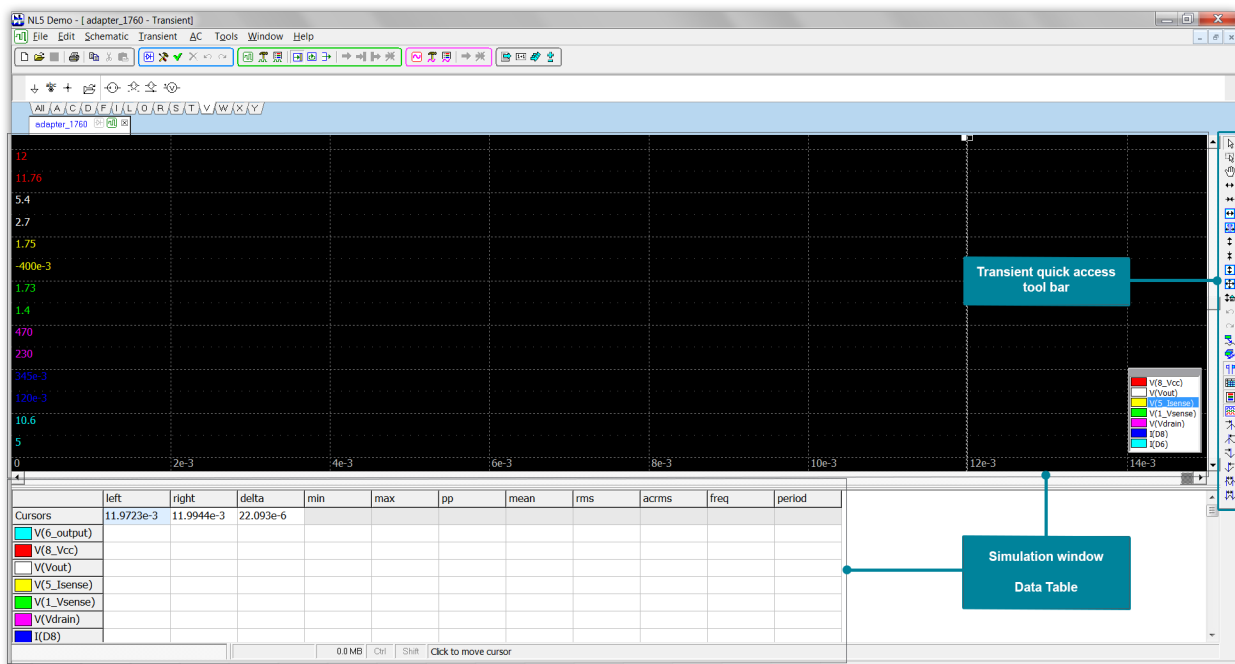 NL5 Demo - [ adapter_1760 - Transient]
File Edit Schematic Transient AC Tools Window Help
All A C D F I L O R S T V W X Y
adapter_1760
12
11.76
5.4
2.7
1.75
-400e-3
1.73
1.4
470
230
345e-3
120e-3
10.6
5
0 2e-3 4e-3 6e-3 8e-3 10e-3 12e-3 14e-3
Transient quick access
tool bar
V(8_Vcc)
V(Vout)
V(5_Isense)
V(1_Vsense)
V(Vdrain)
I(D8)
I(D6)
left right delta min max pp mean rms acrms freq period
Cursors 11.9723e-3 11.9944e-3 22.093e-6
V(6_output)
V(8_Vcc)
V(Vout)
V(5_Isense)
V(1_Vsense)
V(Vdrain)
I(D8)
Simulation window
Data Table
0.0 MB Ctrl Shift Click to move cursor